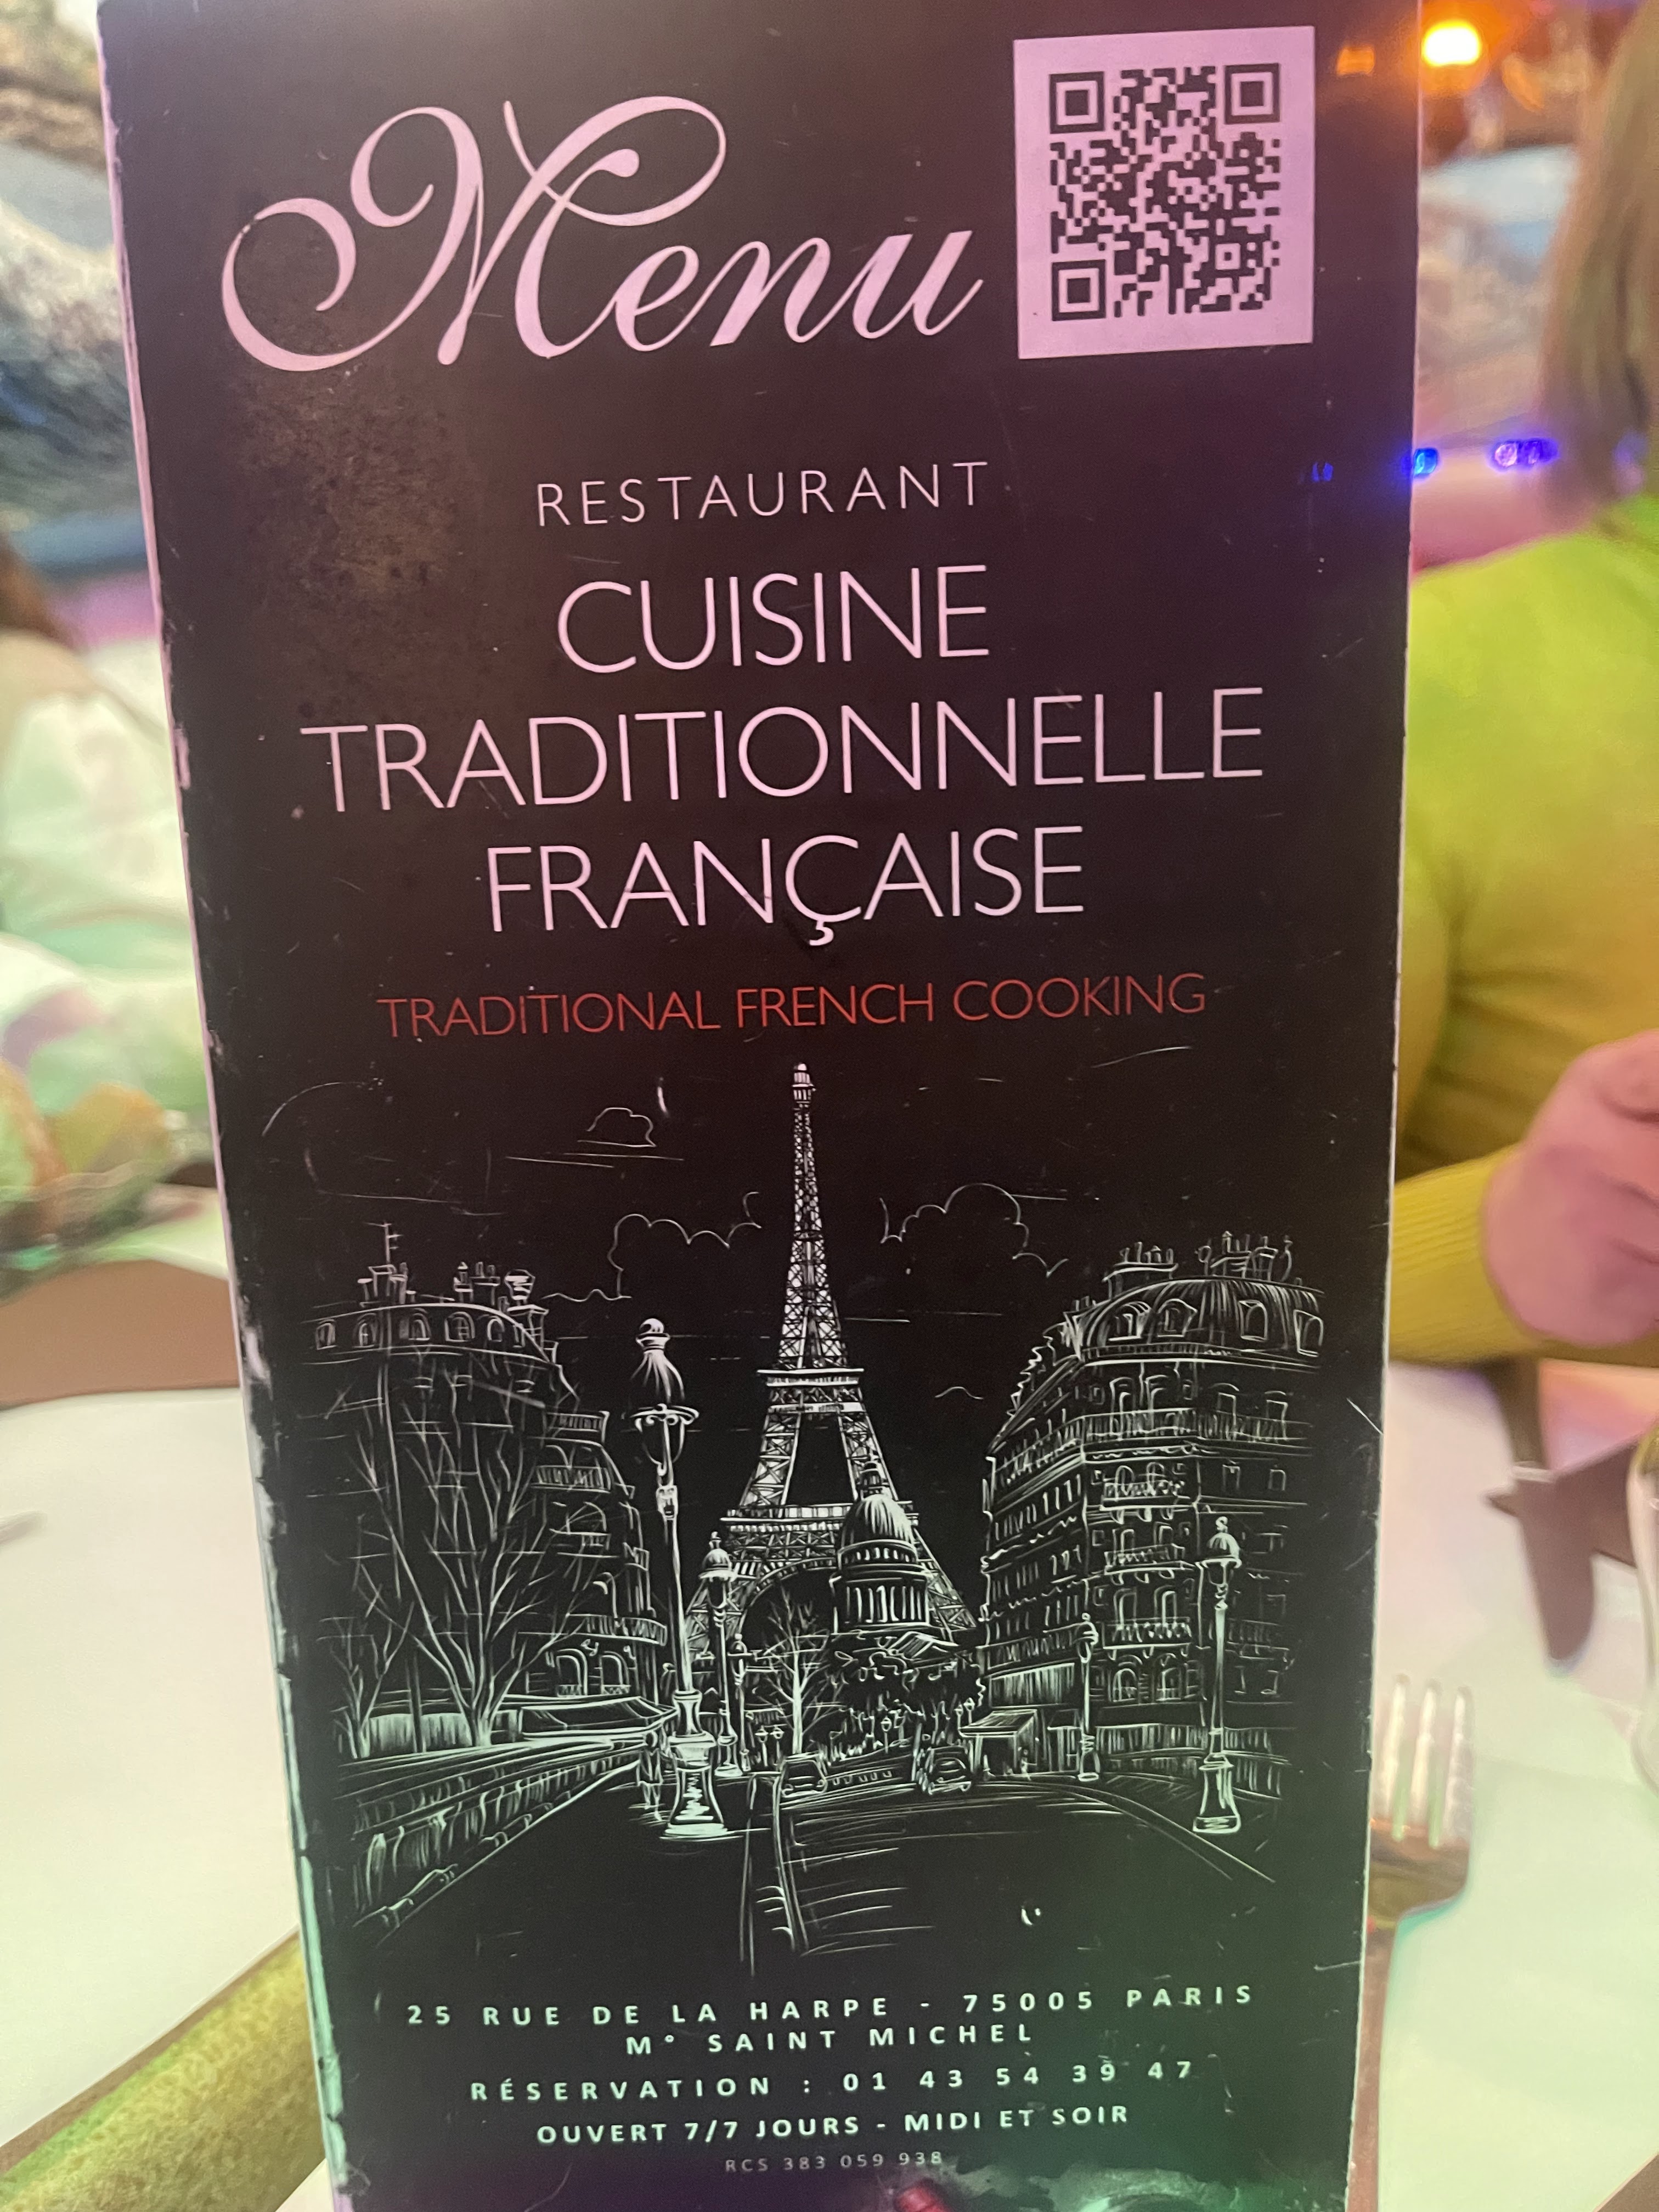 Menu
RESTAURANT
CUISINE
TRADITIONNELLE
FRANÇAISE
TRADITIONAL FRENCH COOKING
25 RUE DE LA HARPE - 75005 PARIS
M° SAINT MICHEL
RÉSERVATION : 01 43 54 39 47
OUVERT 7/7 JOURS - MIDI ET SOIR
RCS 383 059 938